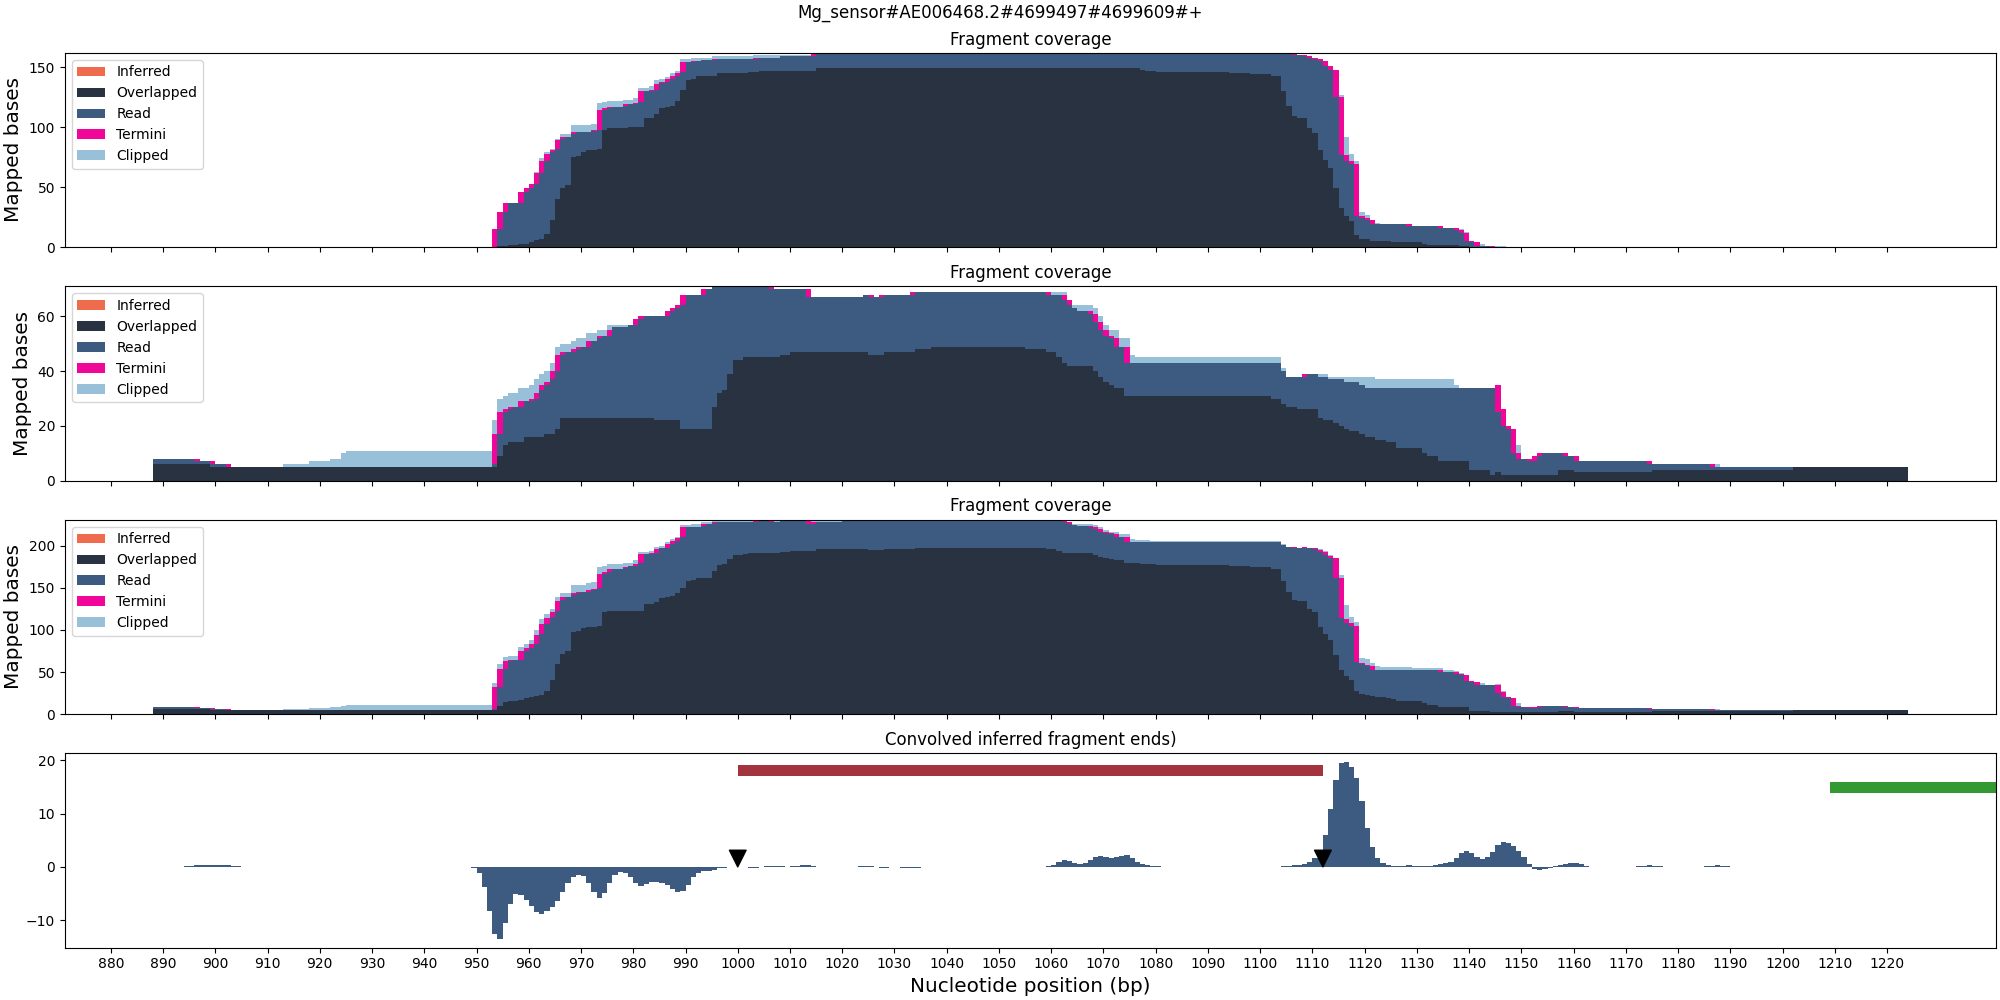 Mg_sensor#AE006468.2#4699497#4699609#+
Fragment coverage
Mapped bases
150
100
50
0
Inferred
Overlapped
Read
Termini
Clipped
Fragment coverage
Mapped bases
60
40
20
0
Inferred
Overlapped
Read
Termini
Clipped
Fragment coverage
Mapped bases
200
150
100
50
0
Inferred
Overlapped
Read
Termini
Clipped
Convolved inferred fragment ends)
20
10
0
−10
880 890 900 910 920 930 940 950 960 970 980 990 1000 1010 1020 1030 1040 1050 1060 1070 1080 1090 1100 1110 1120 1130 1140 1150 1160 1170 1180 1190 1200 1210 1220
Nucleotide position (bp)